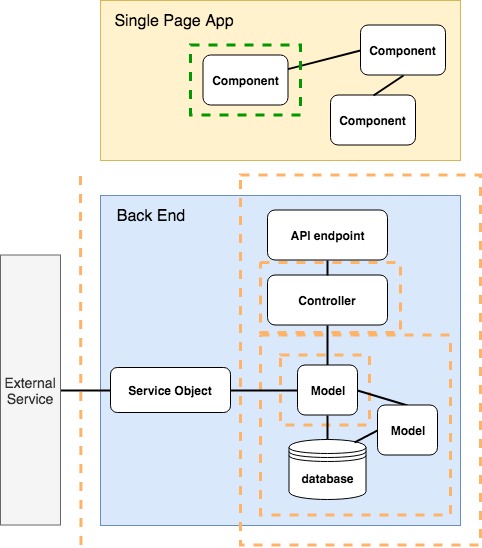 Single Page App
Component
Component
Component
Back End
API endpoint
Controller
External
Service
Service Object
Model
Model
database